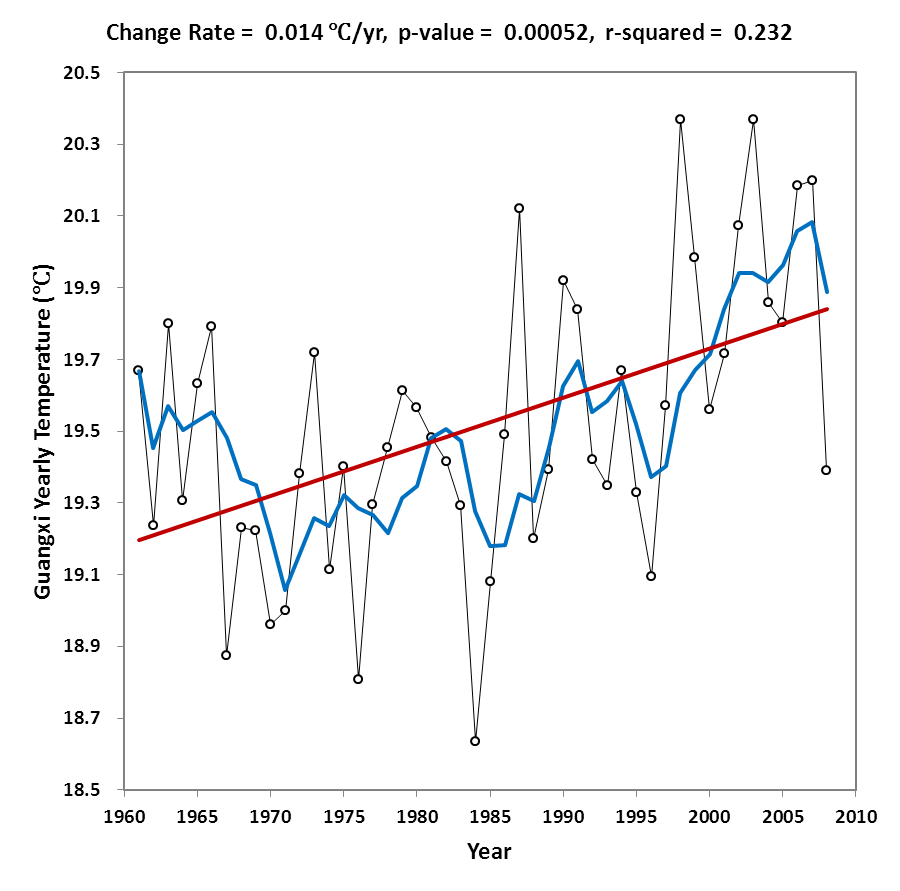 Change Rate = 0.014 ℃/yr, p-value = 0.00052, r-squared = 0.232
20.5
20.3
20.1
19.9
19.7
19.5
19.3
19.1
18.9
18.7
18.5
Guangxi Yearly Temperature (℃)
1960 1965 1970 1975 1980 1985 1990 1995 2000 2005 2010
Year